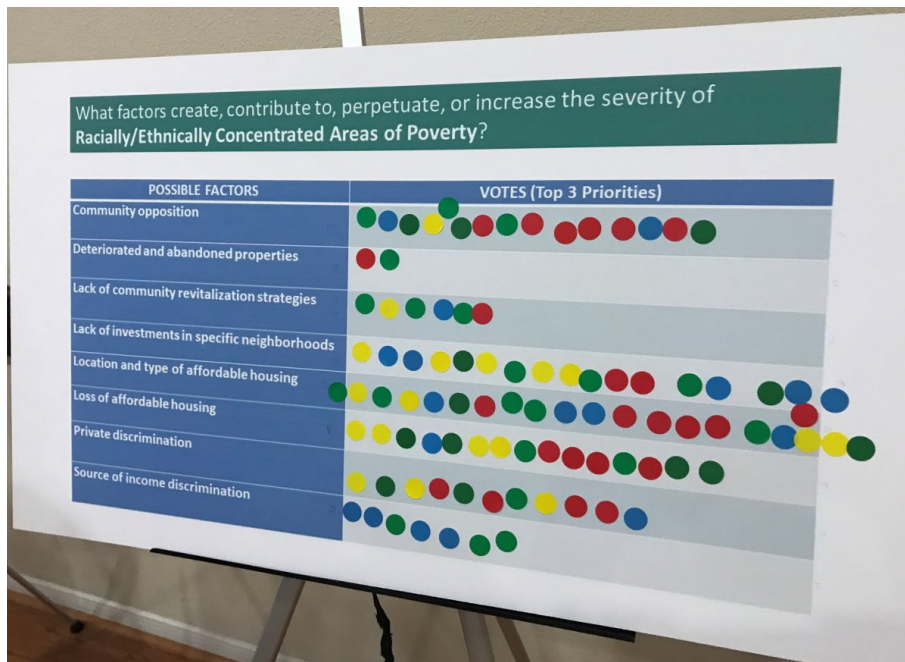 What factors create, contribute to, perpetuate, or increase the severity of
Racially/Ethnically Concentrated Areas of Poverty?
POSSIBLE FACTORS
VOTES (Top 3 Priorities)
Community opposition
Deteriorated and abandoned properties
Lack of community revitalization strategies
Lack of investments in specific neighborhoods
Location and type of affordable housing
Loss of affordable housing
Private discrimination
Source of income discrimination